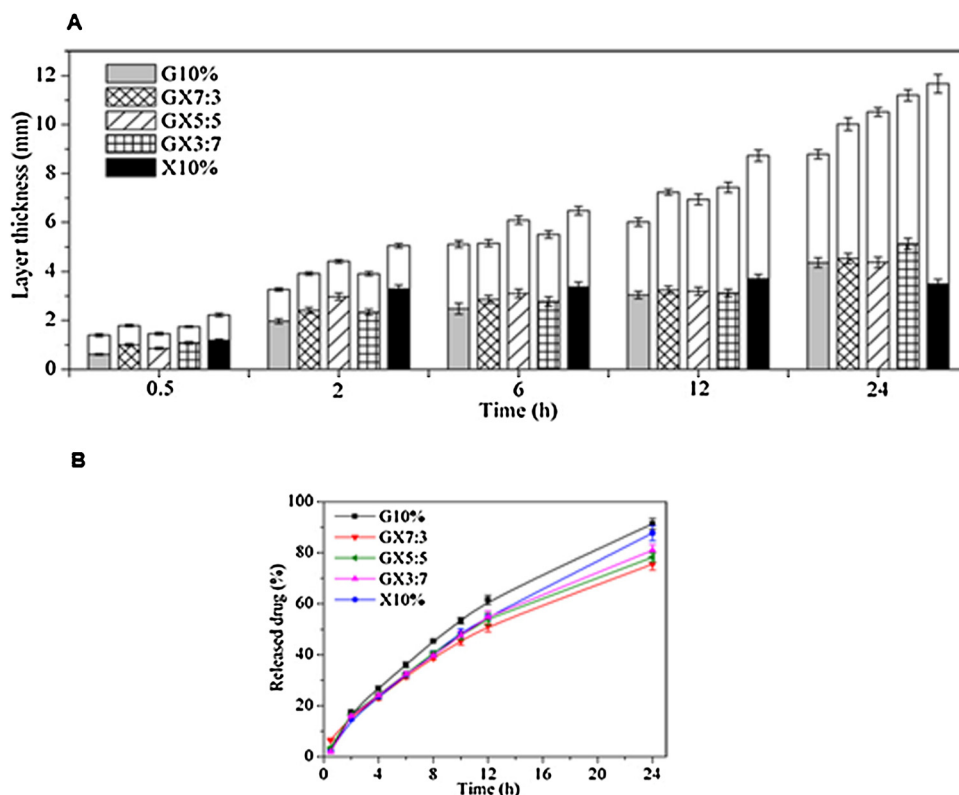 A
Layer thickness (mm)
12
10
8
6
4
2
0
G10%
GX7:3
GX5:5
GX3:7
X10%
0.5 2 6 12 24
Time (h)
B
Released drug (%)
100
80
60
40
20
0
G10%
GX7:3
GX5:5
GX3:7
X10%
0 4 8 12 16 20 24
Time (h)